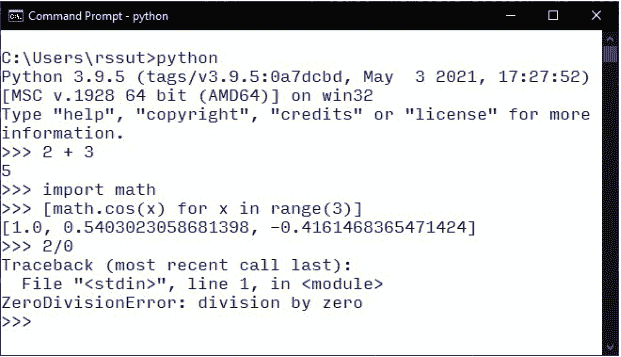 Command Prompt - python
C:\Users\rssut>python
Python 3.9.5 (tags/v3.9.5:0a7dcbd, May  3 2021, 17:27:52)
[MSC v.1928 64 bit (AMD64)] on win32
Type "help", "copyright", "credits" or "license" for more
information.
>>> 2 + 3
5
>>> import math
>>> [math.cos(x) for x in range(3)]
[1.0, 0.5403023058681398, -0.4161468365471424]
>>> 2/0
Traceback (most recent call last):
  File "<stdin>", line 1, in <module>
ZeroDivisionError: division by zero
>>>